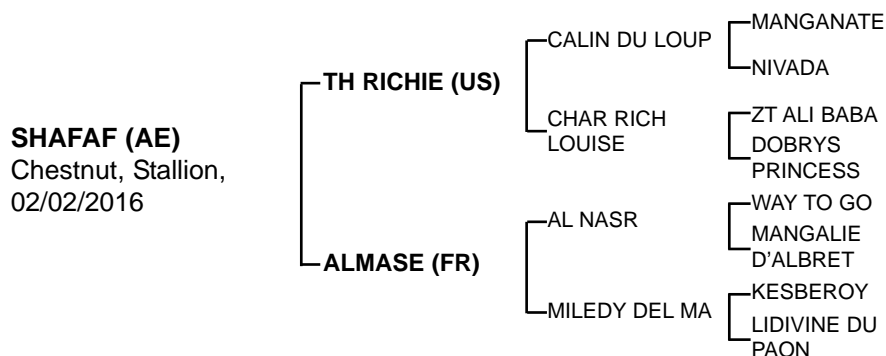 SHAFAF (AE)
Chestnut, Stallion,
02/02/2016
TH RICHIE (US)
ALMASE (FR)
CALIN DU LOUP
CHAR RICH
LOUISE
AL NASR
MILEDY DEL MA
MANGANATE
NIVADA
ZT ALI BABA
DOBRYS
PRINCESS
WAY TO GO
MANGALIE
D'ALBRET
KESBEROY
LIDIVINE DU
PAON